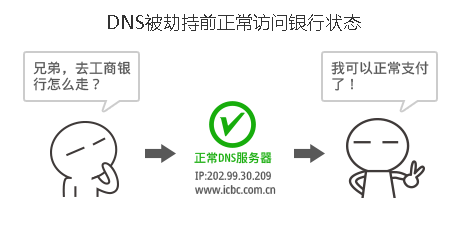 DNS被劫持前正常访问银行状态
兄弟，去工商银
行怎么走？
我可以正常支付
了！
正常DNS服务器
IP:202.99.30.209
www.icbc.com.cn